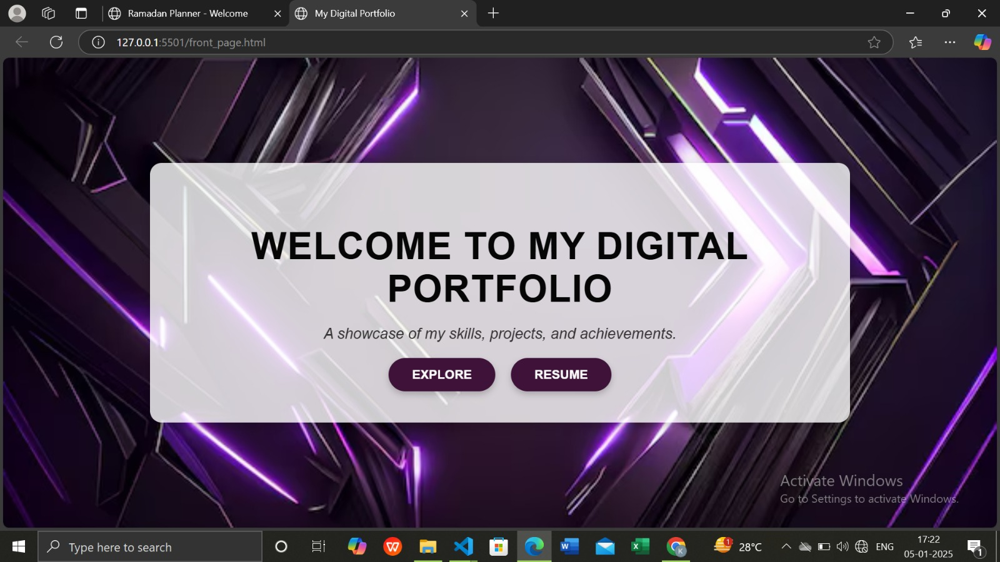 Ramadan Planner - Welcome
My Digital Portfolio
127.0.0.1:5501/front_page.html
WELCOME TO MY DIGITAL
PORTFOLIO
A showcase of my skills, projects, and achievements.
EXPLORE
RESUME
Activate Windows
Go to Settings to activate Windows.
Type here to search
W
W
X
K
1
28°C
ENG
17:22
05-01-2025
1